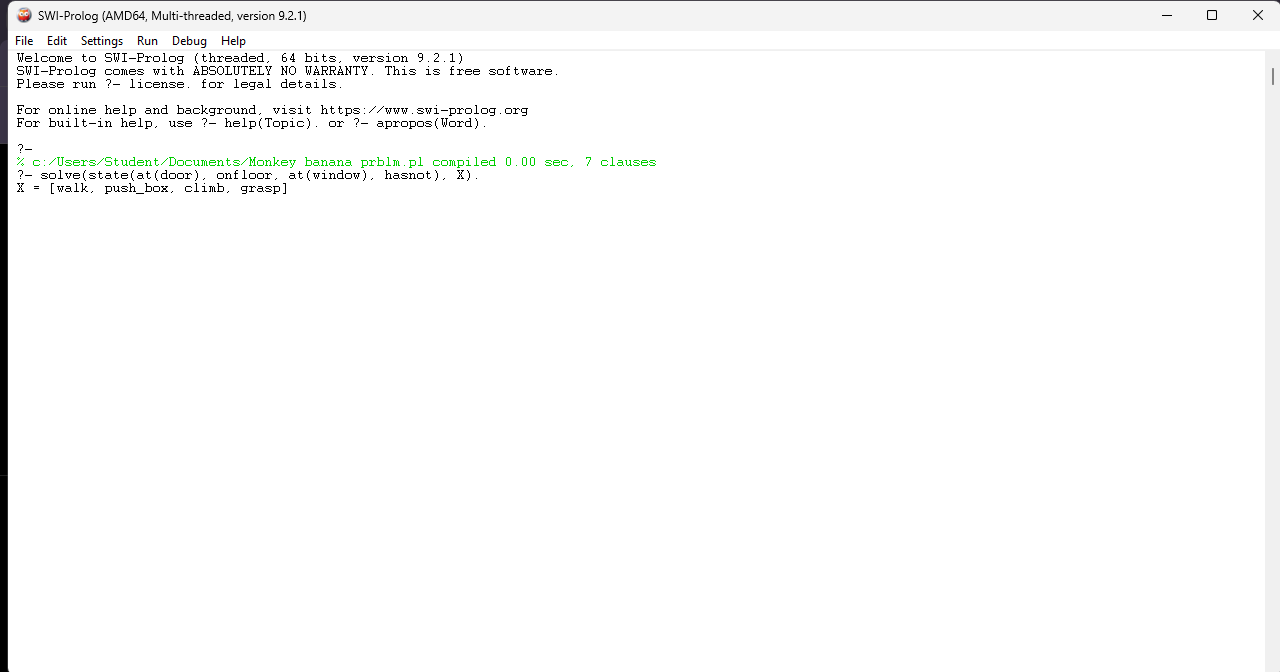 SWI-Prolog (AMD64, Multi-threaded, version 9.2.1)
File Edit Settings Run Debug Help
Welcome to SWI-Prolog (threaded, 64 bits, version 9.2.1)
SWI-Prolog comes with ABSOLUTELY NO WARRANTY. This is free software.
Please run ?- license. for legal details.
For online help and background, visit https://www.swi-prolog.org
For built-in help, use ?- help(Topic). or ?- apropos(Word).
?-
% c:/Users/Student/Documents/Monkey banana prblm.pl compiled 0.00 sec, 7 clauses
?- solve(state(at(door), onfloor, at(window), hasnot), X).
X = [walk, push_box, climb, grasp]